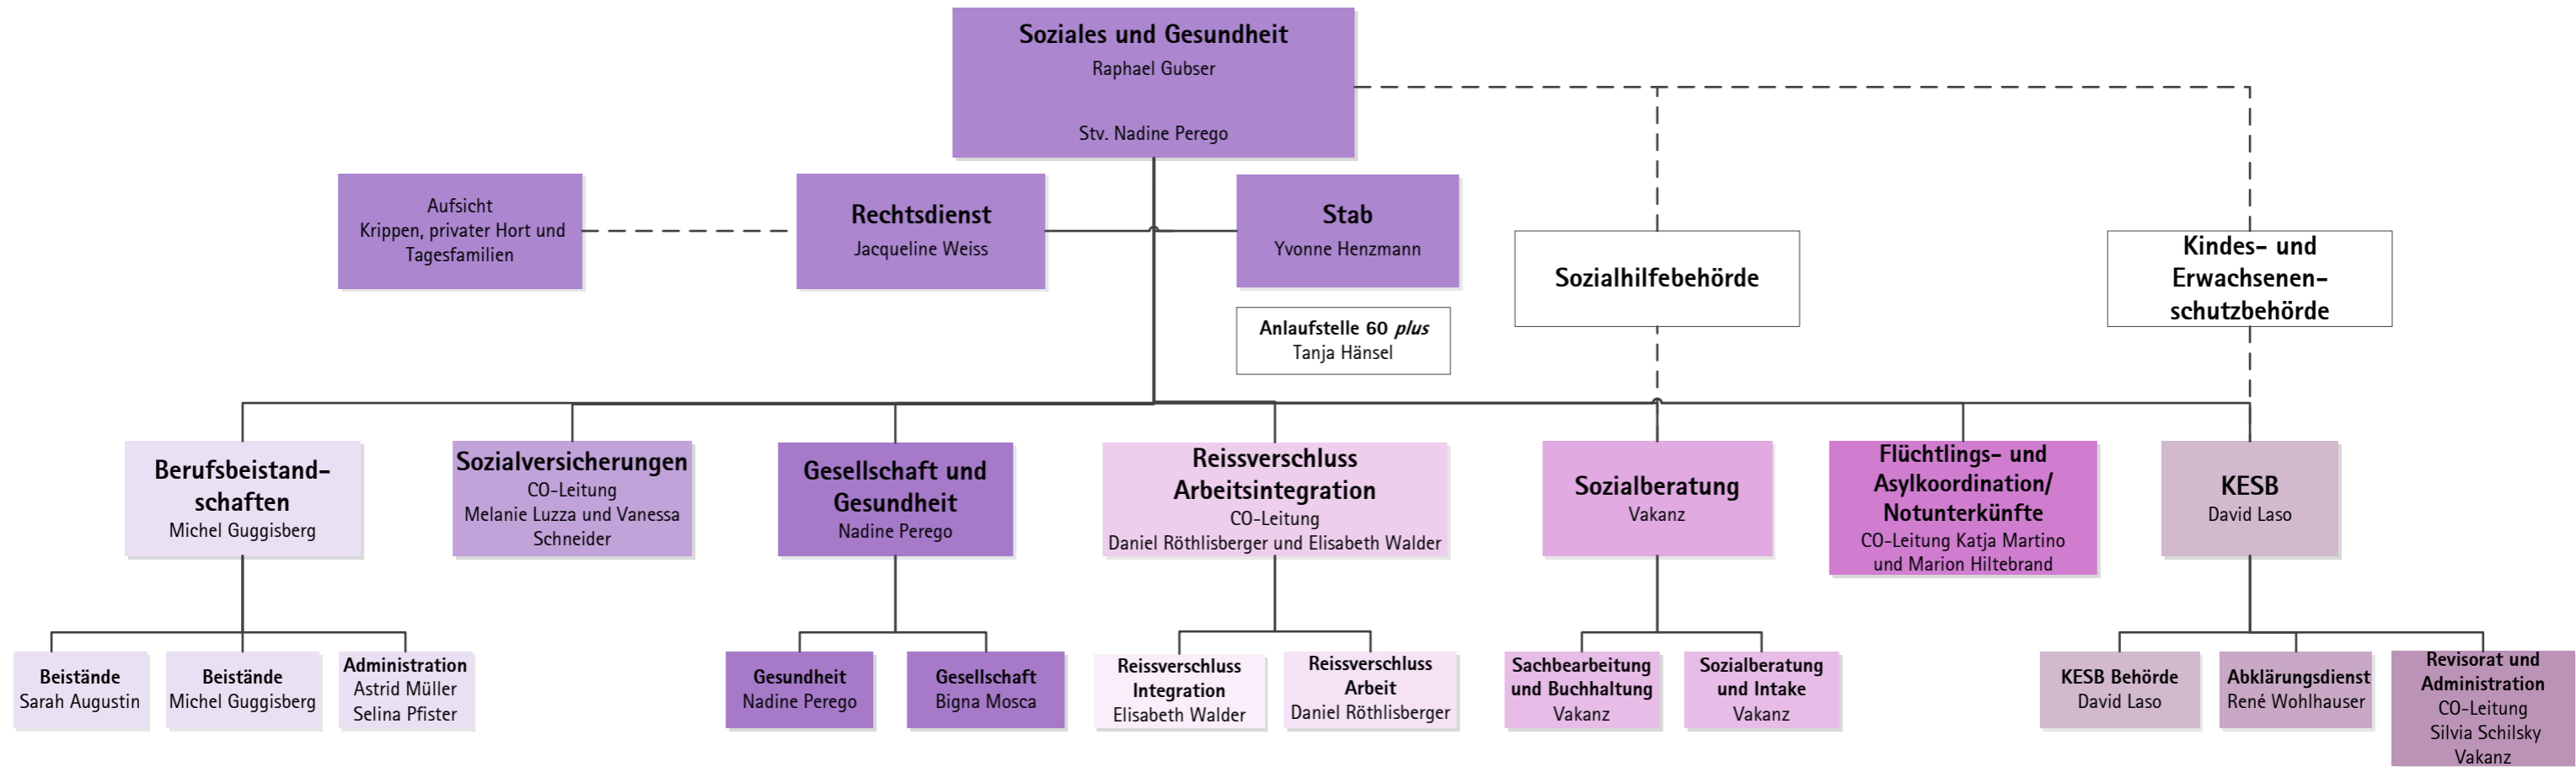 Soziales und Gesundheit
Raphael Gubser
Stv. Nadine Perego
Aufsicht
Krippen, privater Hort und
Tagesfamilien
Rechtsdienst
Jacqueline Weiss
Stab
Yvonne Henzmann
Anlaufstelle 60 plus
Tanja Hänsel
Sozialhilfebehörde
Kindes- und
Erwachsenen-
schutzbehörde
Berufsbeistand-
schaften
Michel Guggisberg
Sozialversicherungen
CO-Leitung
Melanie Luzza und Vanessa
Schneider
Gesellschaft und
Gesundheit
Nadine Perego
Reissverschluss
Arbeitsintegration
CO-Leitung
Daniel Röthlisberger und Elisabeth Walder
Sozialberatung
Vakanz
Flüchtlings- und
Asylkoordination/
Notunterkünfte
CO-Leitung Katja Martino
und Marion Hiltebrand
KESB
David Laso
Beistände
Sarah Augustin
Beistände
Michel Guggisberg
Administration
Astrid Müller
Selina Pfister
Gesundheit
Nadine Perego
Gesellschaft
Bigna Mosca
Reissverschluss
Integration
Elisabeth Walder
Reissverschluss
Arbeit
Daniel Röthlisberger
Sachbearbeitung
und Buchhaltung
Vakanz
Sozialberatung
und Intake
Vakanz
KESB Behörde
David Laso
Abklärungsdienst
René Wohlhauser
Revisorat und
Administration
CO-Leitung
Silvia Schilsky
Vakanz